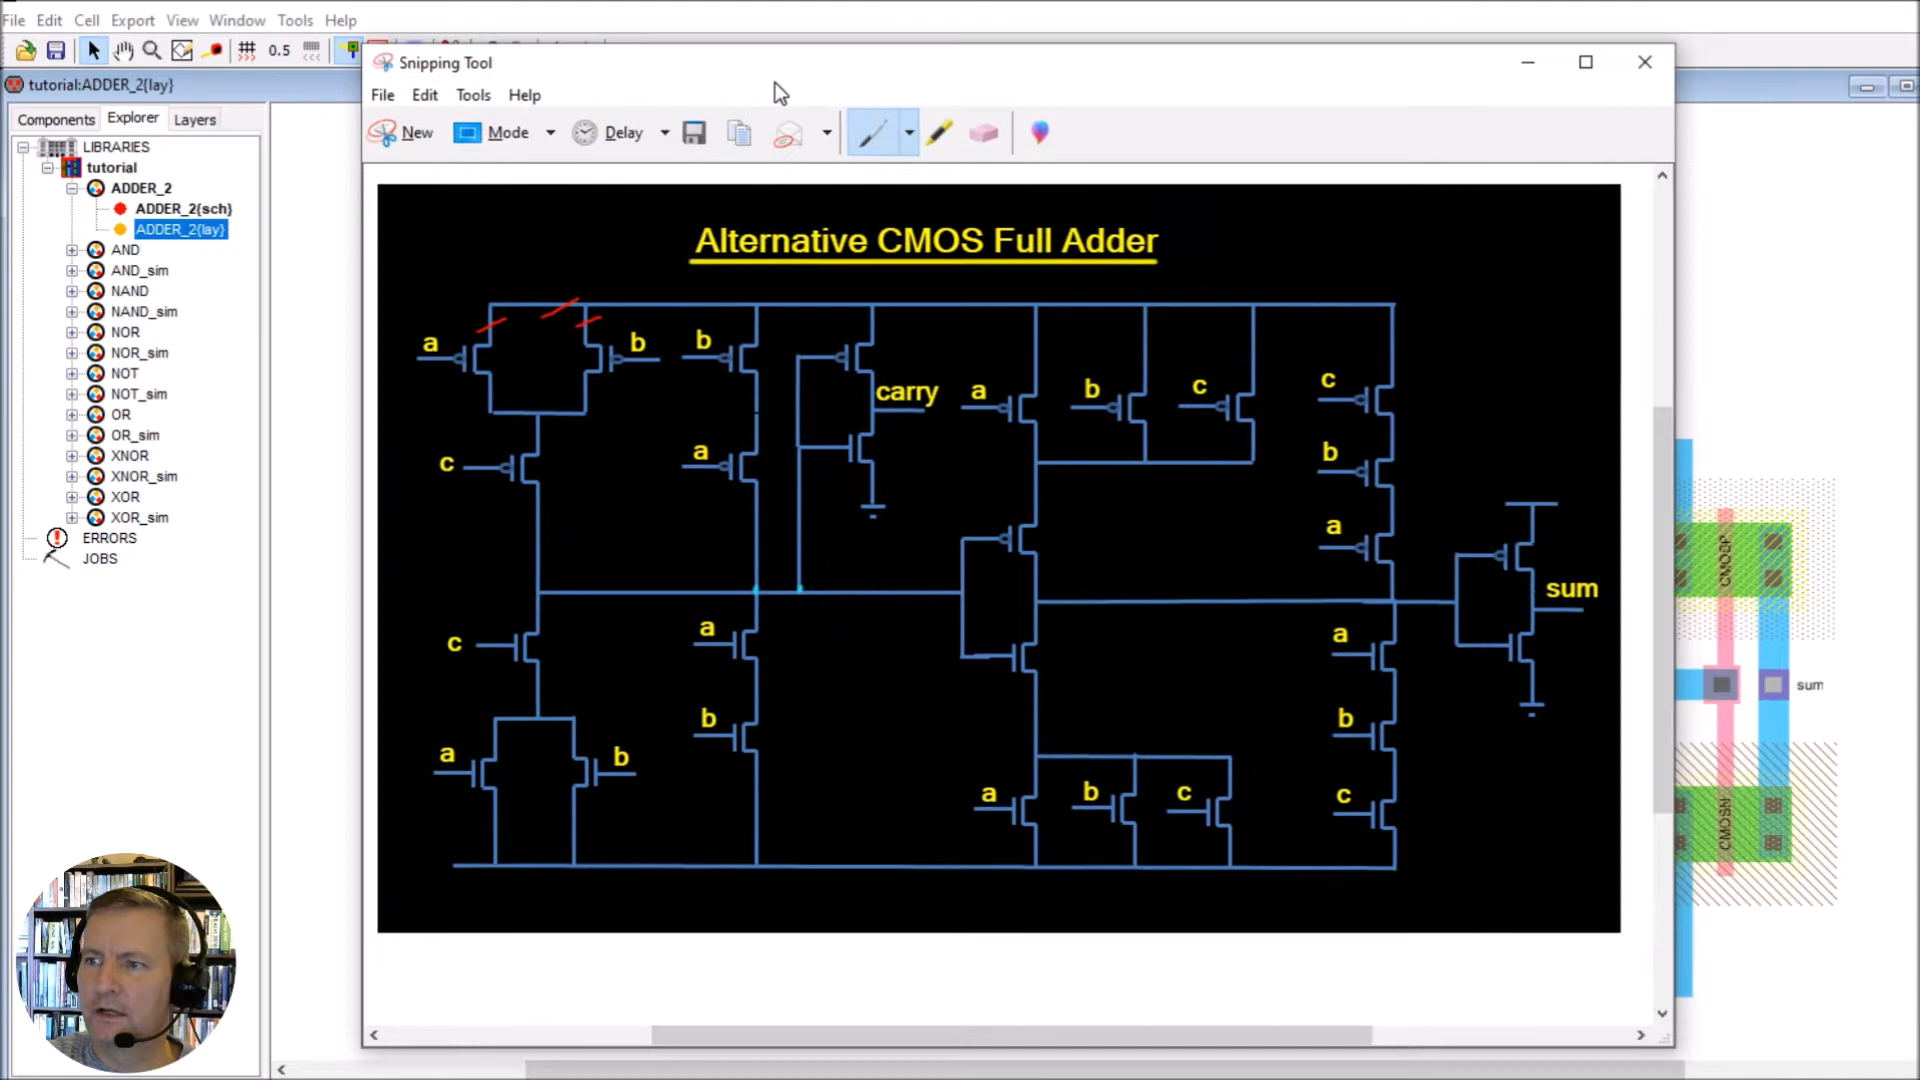 File Edit Cell Export View Window Tools Help
0.5
tutorial:ADDER_2{lay}
Components Explorer Layers
LIBRARIES
tutorial
ADDER_2
ADDER_2{sch}
ADDER_2{lay}
AND
AND_sim
NAND
NAND_sim
NOR
NOR_sim
NOT
NOT_sim
OR
OR_sim
XNOR
XNOR_sim
XOR
XOR_sim
ERRORS
JOBS
Snipping Tool
File Edit Tools Help
New Mode Delay
Alternative CMOS Full Adder
a b b
carry a b c c
c a b
a
sum
c a a
b b
a b a b c c
CMOSP
sum
CMOSN